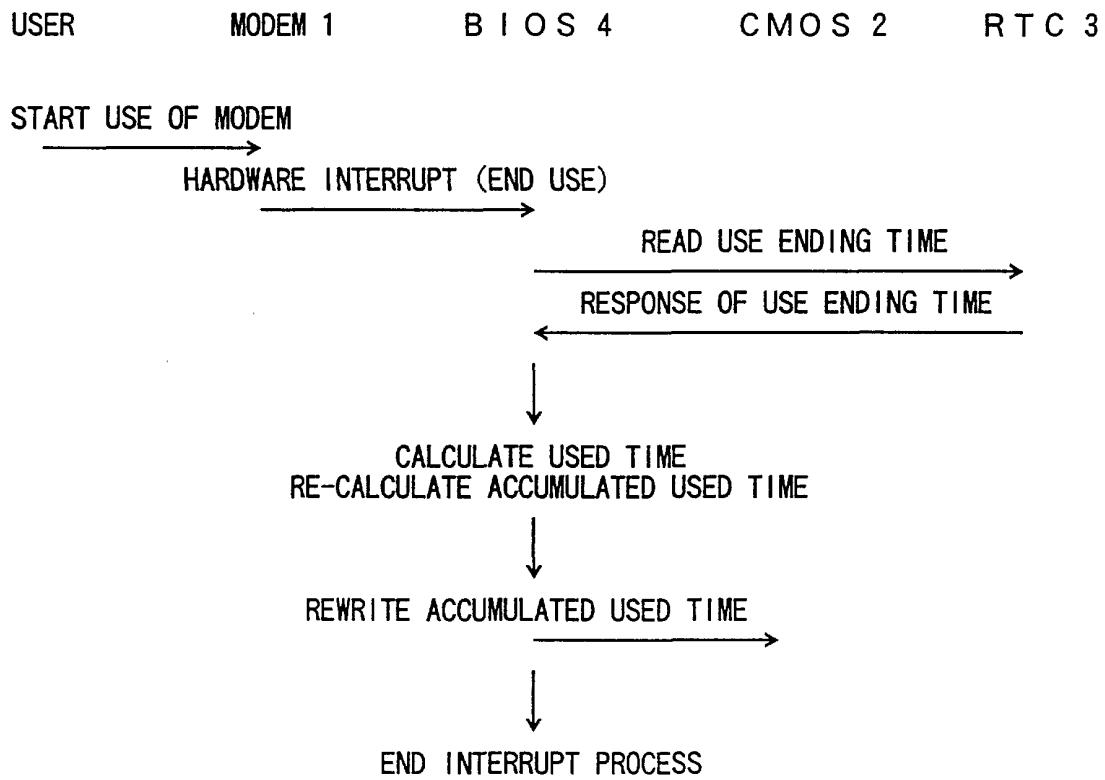 USER MODEM 1 BIOS 4 CMOS 2 RTC 3
START USE OF MODEM
HARDWARE INTERRUPT (END USE)
READ USE ENDING TIME
RESPONSE OF USE ENDING TIME
CALCULATE USED TIME
RE-CALCULATE ACCUMULATED USED TIME
REWRITE ACCUMULATED USED TIME
END INTERRUPT PROCESS